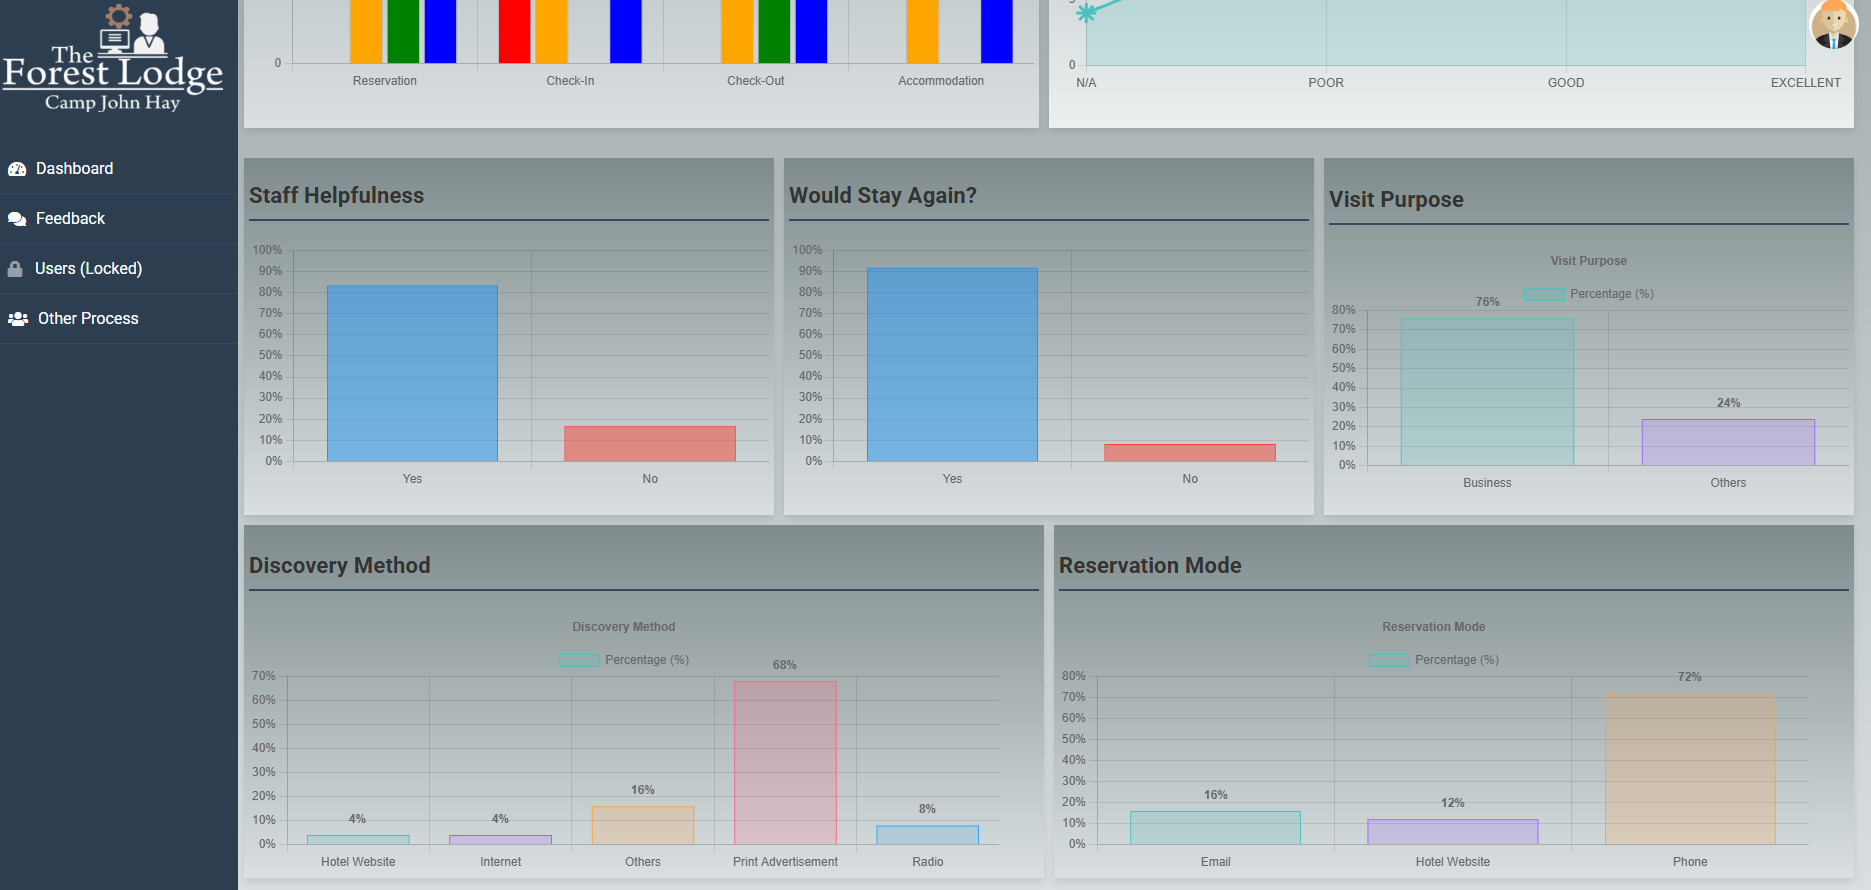 The
Forest Lodge
Camp John Hay
Dashboard
Feedback
Users (Locked)
Other Process
0
Reservation
Check-In
Check-Out
Accommodation
0
N/A
POOR
GOOD
EXCELLENT
Staff Helpfulness
100%
90%
80%
70%
60%
50%
40%
30%
20%
10%
0%
Yes
No
Would Stay Again?
100%
90%
80%
70%
60%
50%
40%
30%
20%
10%
0%
Yes
No
Visit Purpose
Visit Purpose
Percentage (%)
76%
24%
80%
70%
60%
50%
40%
30%
20%
10%
0%
Business
Others
Discovery Method
Discovery Method
Percentage (%)
70%
60%
50%
40%
30%
20%
10%
0%
4%
4%
16%
68%
8%
Hotel Website
Internet
Others
Print Advertisement
Radio
Reservation Mode
Reservation Mode
Percentage (%)
80%
70%
60%
50%
40%
30%
20%
10%
0%
16%
12%
72%
Email
Hotel Website
Phone